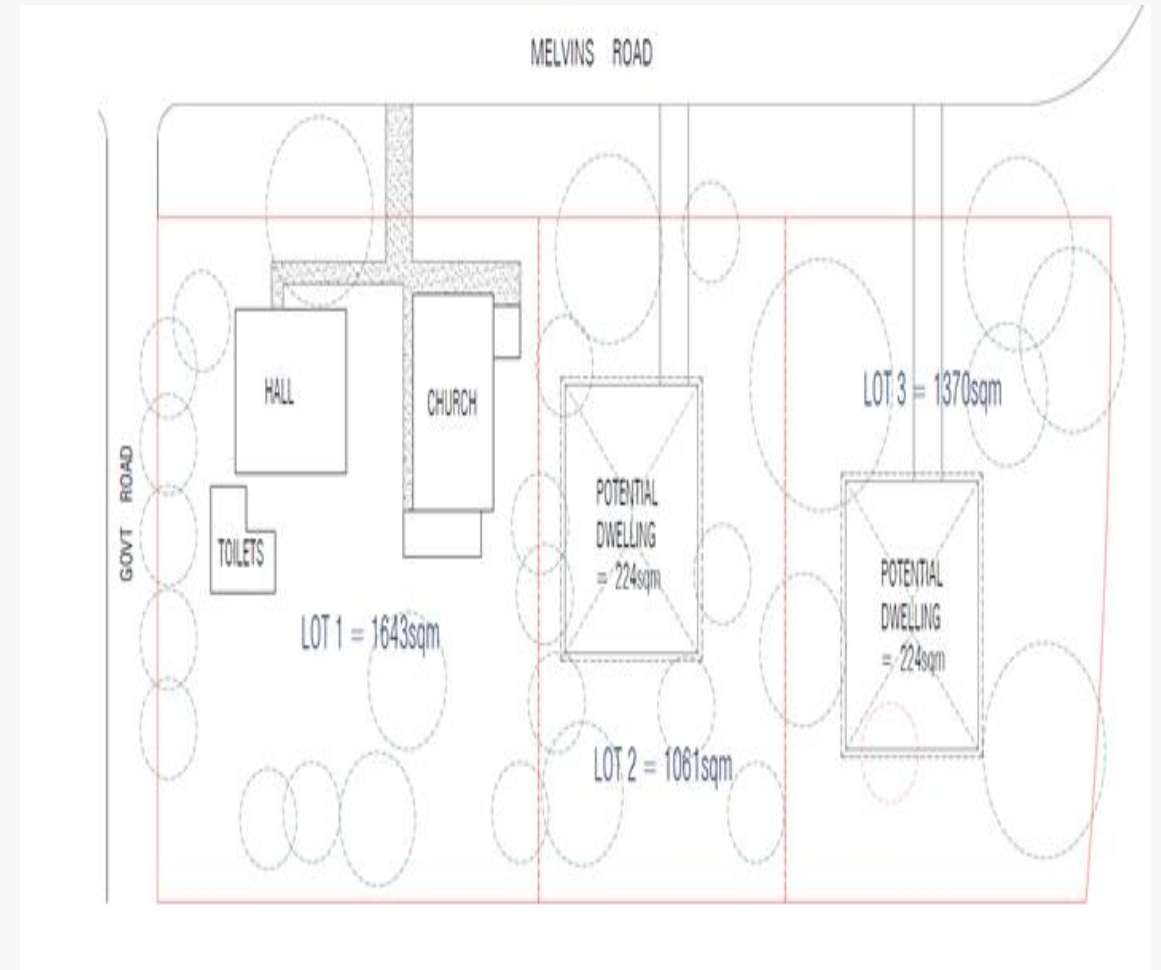 MELVINS ROAD
HALL
CHURCH
LOT 3 = 1370sqm
GOVT ROAD
TOILETS
POTENTIAL
DWELLING
= 224sqm
POTENTIAL
DWELLING
= 224sqm
LOT 1 = 1643sqm
LOT 2 = 1061sqm